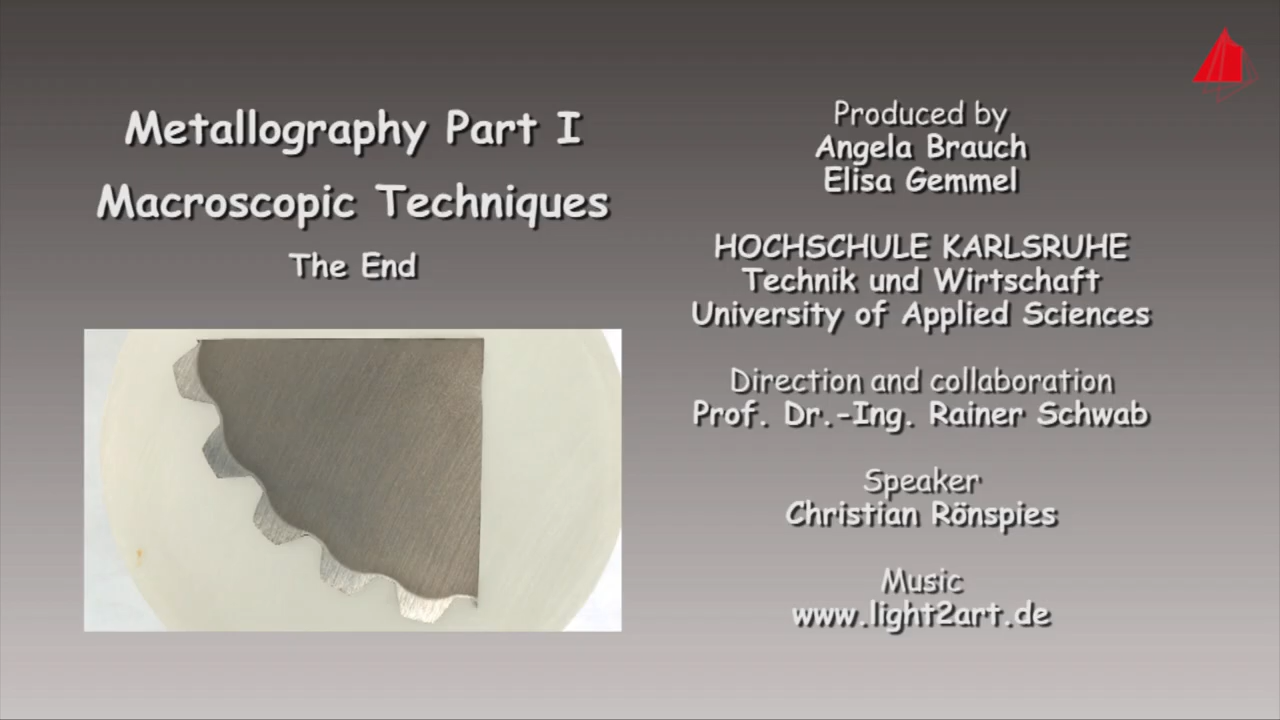 Metallography Part I
Macroscopic Techniques
The End
Produced by
Angela Brauch
Elisa Gemmel
HOCHSCHULE KARLSRUHE
Technik und Wirtschaft
University of Applied Sciences
Direction and collaboration
Prof. Dr.-Ing. Rainer Schwab
Speaker
Christian Rönspies
Music
www.light2art.de